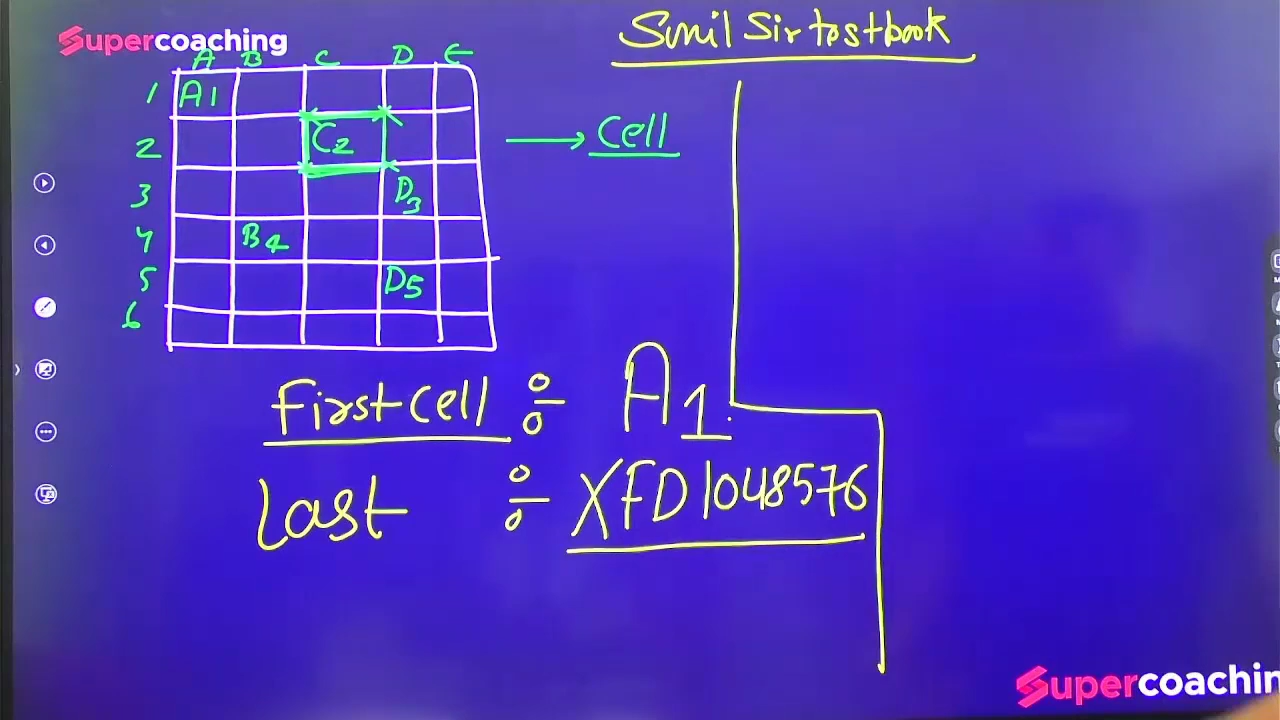 Supercoaching
Sunil Sir testbook
A B C D E
1 A1
2 C2
→ Cell
3 D3
4 B4
5 D5
6
First Cell : A1
Last : XFD1048576
Supercoachin